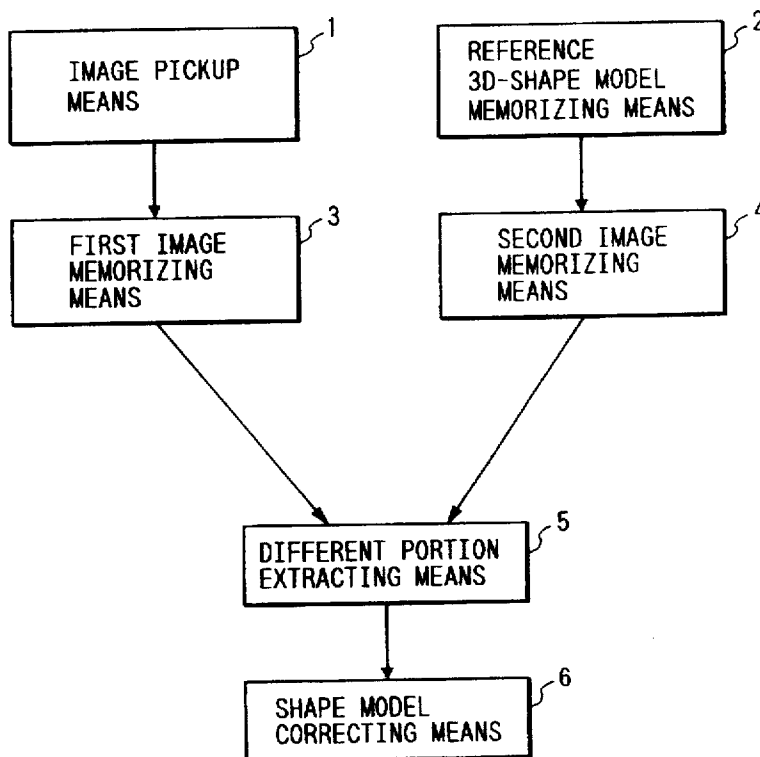 1
IMAGE PICKUP
MEANS
2
REFERENCE
3D-SHAPE MODEL
MEMORIZING MEANS
3
FIRST IMAGE
MEMORIZING
MEANS
4
SECOND IMAGE
MEMORIZING
MEANS
5
DIFFERENT PORTION
EXTRACTING MEANS
6
SHAPE MODEL
CORRECTING MEANS